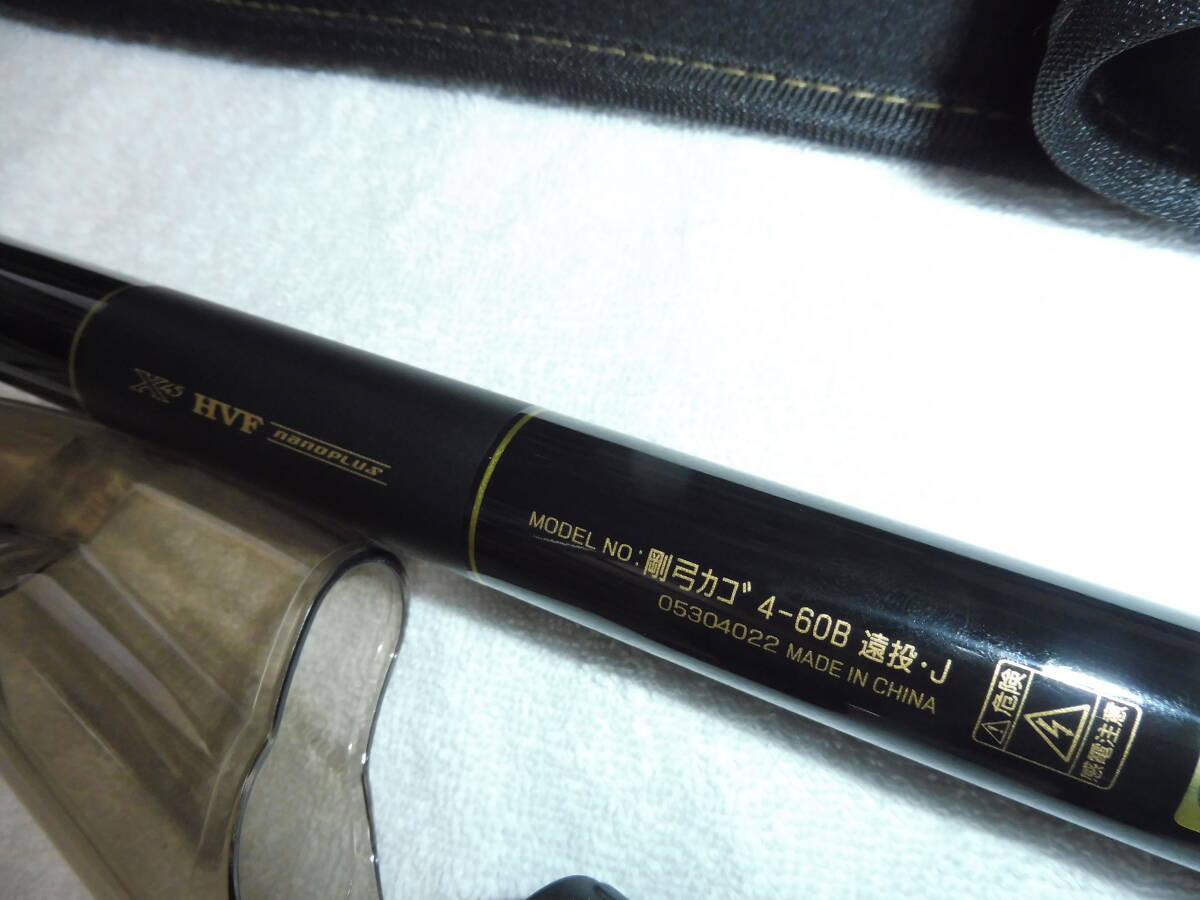 X45 HVF nanoPLUS
MODEL NO:剛弓カゴ 4-60B 遠投・J
05304022 MADE IN CHINA
⚠危険
感電注意